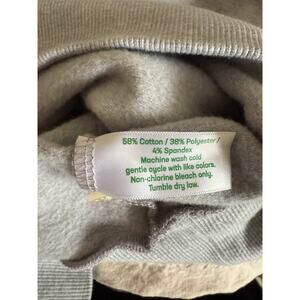 58% Cotton / 38% Polyester /
4% Spandex
Machine wash cold
gentle cycle with like colors.
Non-chlorine bleach only.
Tumble dry low.